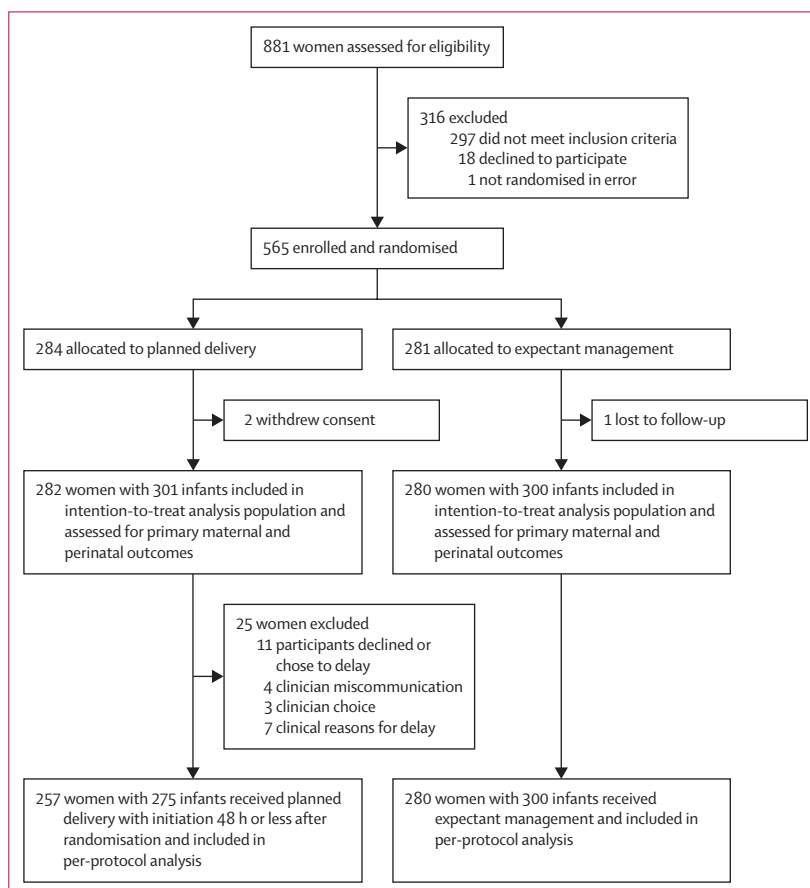 881 women assessed for eligibility
316 excluded
297 did not meet inclusion criteria
18 declined to participate
1 not randomised in error
565 enrolled and randomised
284 allocated to planned delivery
281 allocated to expectant management
2 withdrew consent
1 lost to follow-up
282 women with 301 infants included in
intention-to-treat analysis population and
assessed for primary maternal and
perinatal outcomes
280 women with 300 infants included in
intention-to-treat analysis population and
assessed for primary maternal and
perinatal outcomes
25 women excluded
11 participants declined or
chose to delay
4 clinician miscommunication
3 clinician choice
7 clinical reasons for delay
257 women with 275 infants received planned
delivery with initiation 48 h or less after
randomisation and included in
per-protocol analysis
280 women with 300 infants received
expectant management and included in
per-protocol analysis